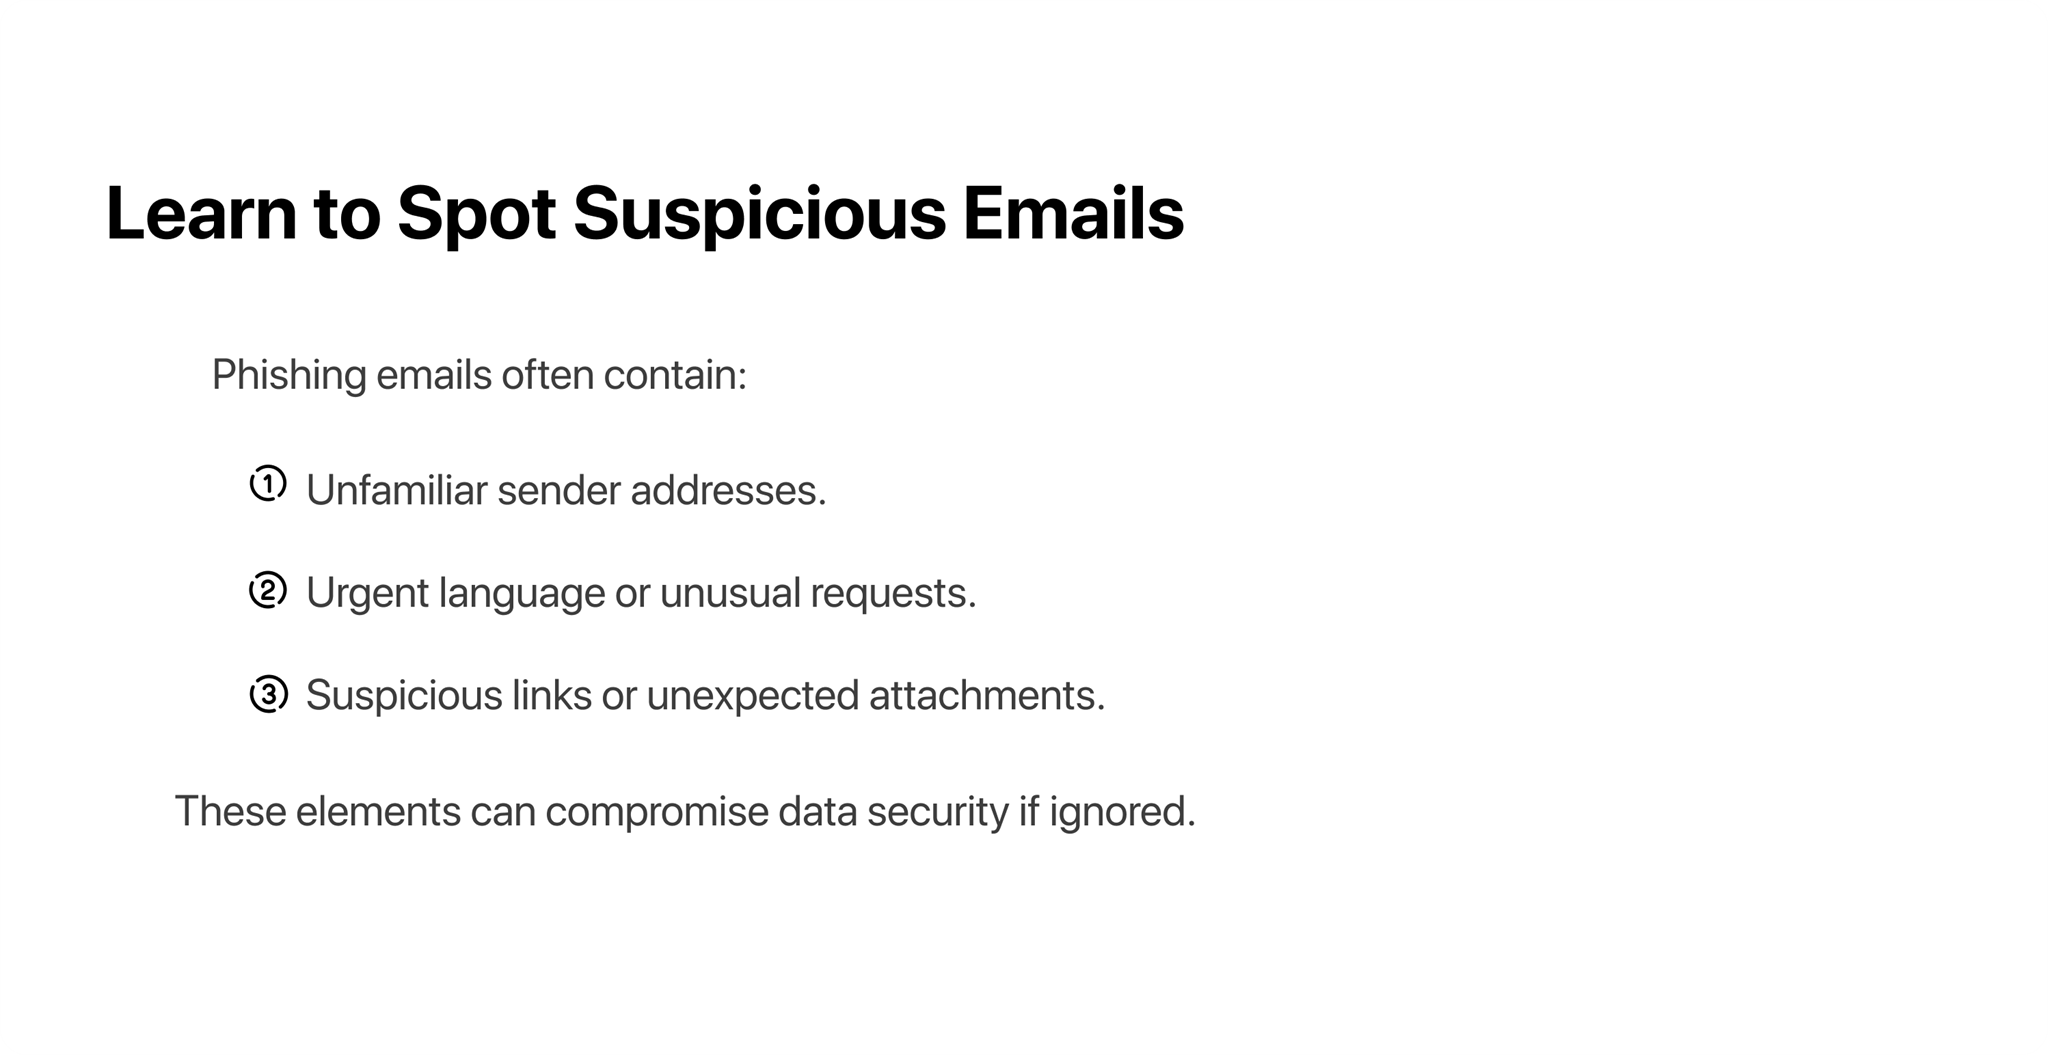 Learn to Spot Suspicious Emails
Phishing emails often contain:
1 Unfamiliar sender addresses.
2 Urgent language or unusual requests.
3 Suspicious links or unexpected attachments.
These elements can compromise data security if ignored.